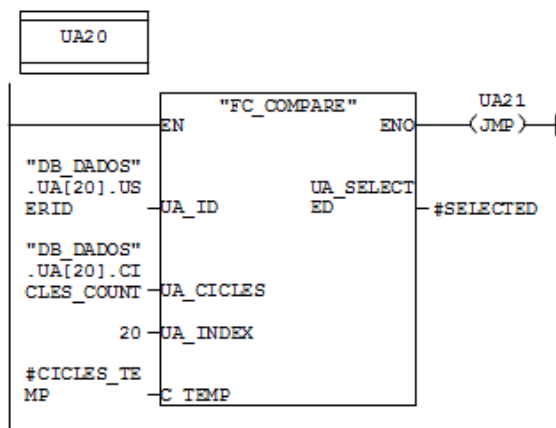 UA20
"FC_COMPARE"
UA21
EN
ENO
(JMP)
"DB_DADOS"
.UA[20].US
ERID
UA_ID
UA_SELECT
ED
#SELECTED
"DB_DADOS"
.UA[20].CI
CLES_COUNT
UA_CICLES
20
UA_INDEX
#CICLES_TE
MP
C_TEMP